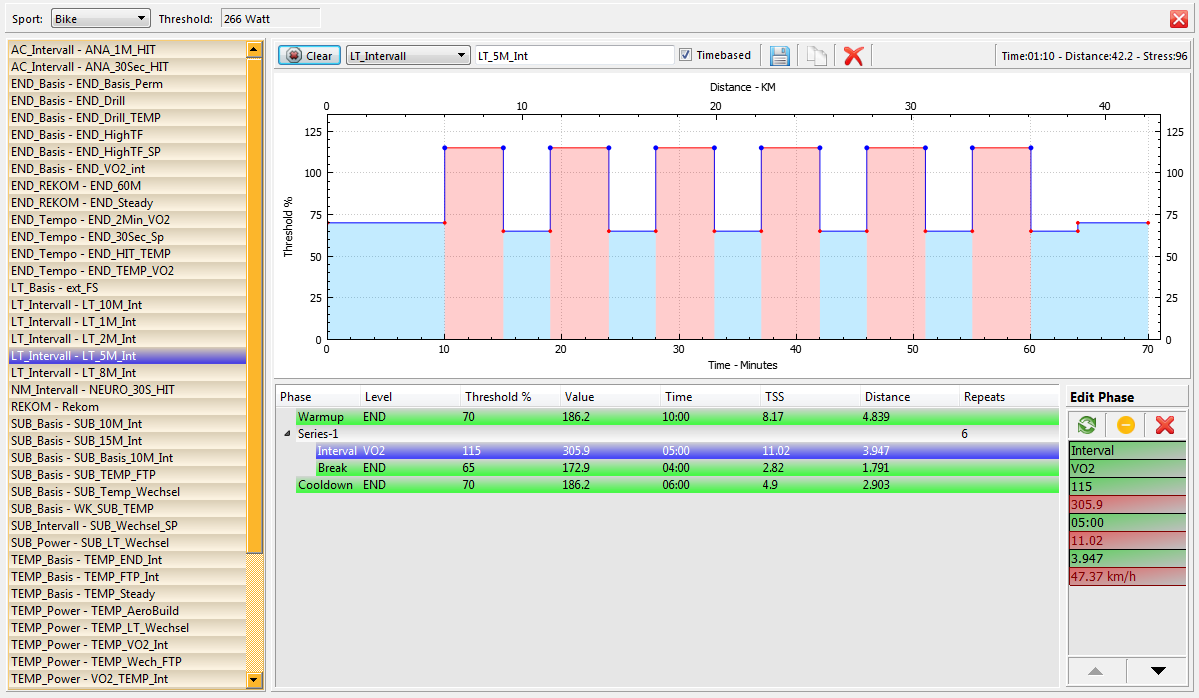 Sport: Bike Threshold: 266 Watt
AC_Intervall - ANA_1M_HIT
AC_Intervall - ANA_30Sec_HIT
END_Basis - END_Basis_Perm
END_Basis - END_Drill
END_Basis - END_Drill_TEMP
END_Basis - END_HighTF
END_Basis - END_HighTF_SP
END_Basis - END_VO2_int
END_REKOM - END_60M
END_REKOM - END_Steady
END_Tempo - END_2Min_VO2
END_Tempo - END_30Sec_Sp
END_Tempo - END_HIT_TEMP
END_Tempo - END_TEMP_VO2
LT_Basis - ext_FS
LT_Intervall - LT_10M_Int
LT_Intervall - LT_1M_Int
LT_Intervall - LT_2M_Int
LT_Intervall - LT_5M_Int
LT_Intervall - LT_8M_Int
NM_Intervall - NEURO_30S_HIT
REKOM - Rekom
SUB_Basis - SUB_10M_Int
SUB_Basis - SUB_15M_Int
SUB_Basis - SUB_Basis_10M_Int
SUB_Basis - SUB_TEMP_FTP
SUB_Basis - SUB_Temp_Wechsel
SUB_Basis - WK_SUB_TEMP
SUB_Intervall - SUB_Wechsel_SP
SUB_Power - SUB_LT_Wechsel
TEMP_Basis - TEMP_END_Int
TEMP_Basis - TEMP_FTP_Int
TEMP_Basis - TEMP_Steady
TEMP_Power - TEMP_AeroBuild
TEMP_Power - TEMP_LT_Wechsel
TEMP_Power - TEMP_VO2_Int
TEMP_Power - TEMP_Wech_FTP
TEMP_Power - VO2_TEMP_Int
Clear LT_Intervall LT_5M_Int Timebased Time:01:10 - Distance:42.2 - Stress:96
Distance - KM
0 10 20 30 40
125 125
100 100
75 75
50 50
25 25
0 0
Threshold %
0 10 20 30 40 50 60 70
Time - Minutes
Phase Level Threshold % Value Time TSS Distance Repeats
Warmup END 70 186.2 10:00 8.17 4.839
Series-1 6
Interval VO2 115 305.9 05:00 11.02 3.947
Break END 65 172.9 04:00 2.82 1.791
Cooldown END 70 186.2 06:00 4.9 2.903
Edit Phase
Interval
VO2
115
305.9
05:00
11.02
3.947
47.37 km/h